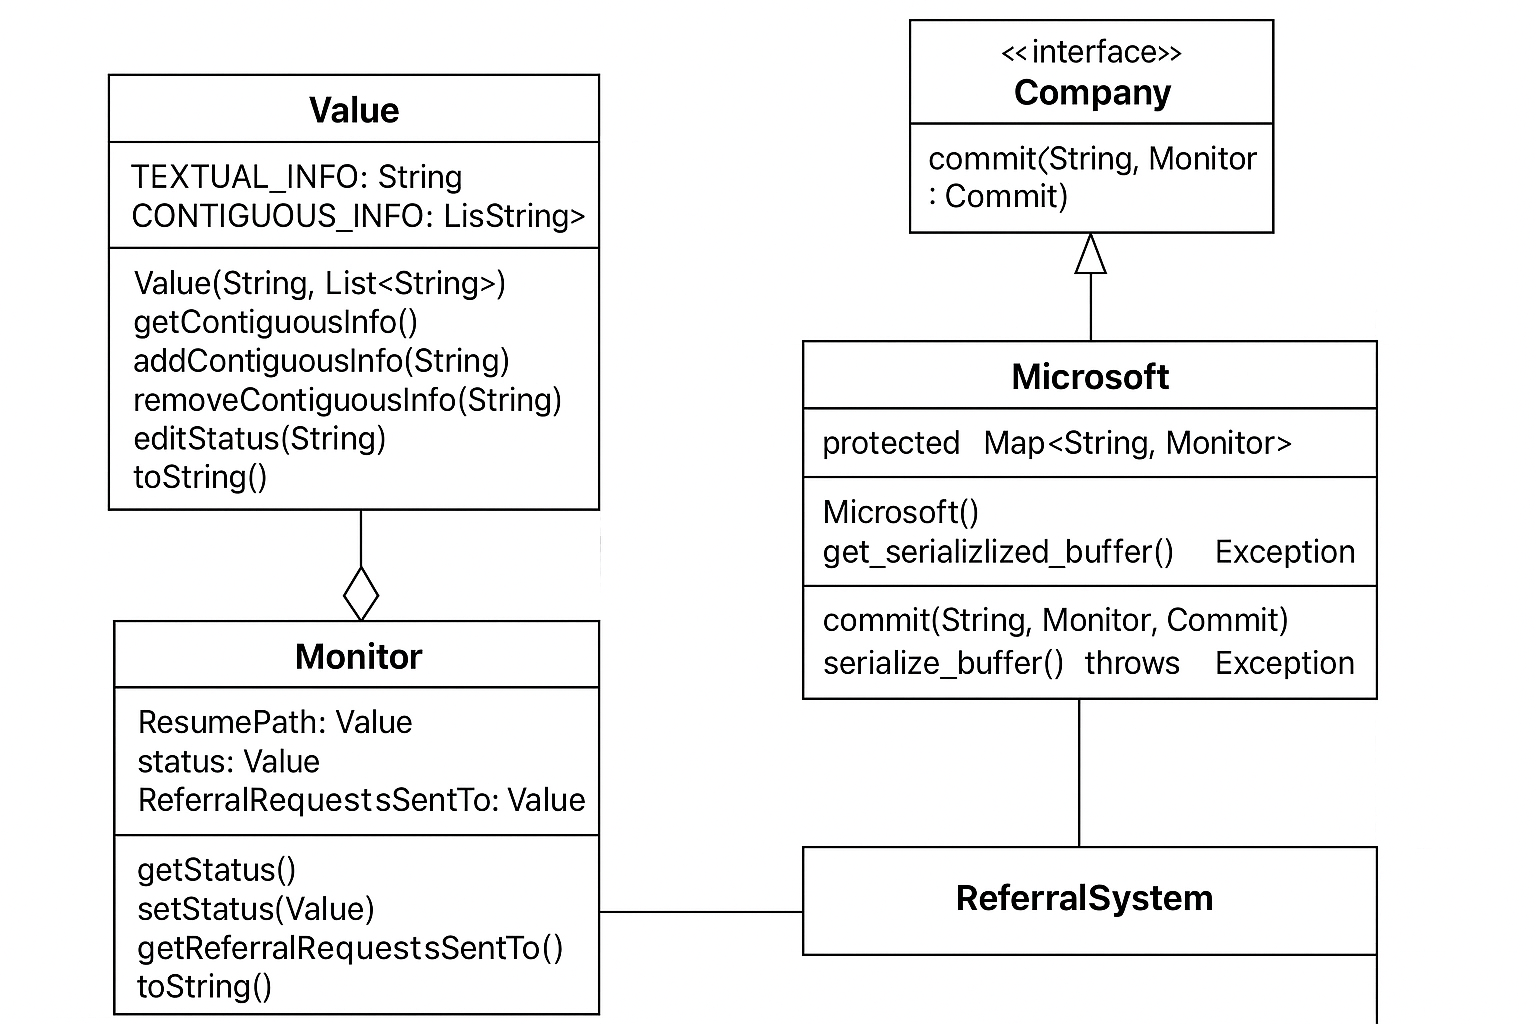 Value
TEXTUAL_INFO: String
CONTIGUOUS_INFO: LisString>
Value(String, List<String>)
getContiguousInfo()
addContiguousInfo(String)
removeContiguousInfo(String)
editStatus(String)
toString()
Monitor
ResumePath: Value
status: Value
ReferralRequestsSentTo: Value
getStatus()
setStatus(Value)
getReferralRequestsSentTo()
toString()
<<interface>>
Company
commit(String, Monitor
: Commit)
Microsoft
protected Map<String, Monitor>
Microsoft()
get_serializlized_buffer() Exception
commit(String, Monitor, Commit)
serialize_buffer() throws Exception
ReferralSystem